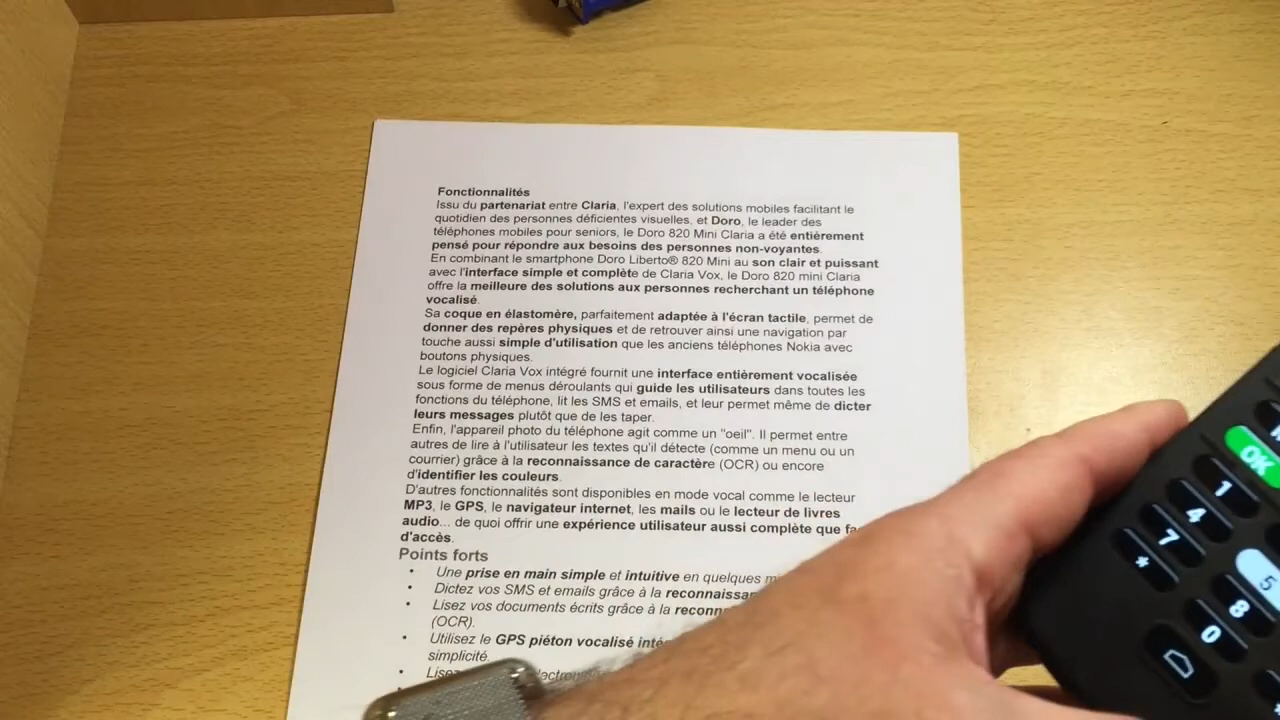 Fonctionnalités
Issu du partenariat entre Claria, l'expert des solutions mobiles facilitant le
quotidien des personnes déficientes visuelles, et Doro, le leader des
téléphones mobiles pour seniors, le Doro 820 Mini Claria a été entièrement
pensé pour répondre aux besoins des personnes non-voyantes.
En combinant le smartphone Doro Liberto® 820 Mini au son clair et puissant
avec l'interface simple et complète de Claria Vox, le Doro 820 mini Claria
offre la meilleure des solutions aux personnes recherchant un téléphone
vocalisé.
Sa coque en élastomère, parfaitement adaptée à l'écran tactile, permet de
donner des repères physiques et de retrouver ainsi une navigation par
touche aussi simple d'utilisation que les anciens téléphones Nokia avec
boutons physiques.
Le logiciel Claria Vox intégré fournit une interface entièrement vocalisée
sous forme de menus déroulants qui guide les utilisateurs dans toutes les
fonctions du téléphone, lit les SMS et emails, et leur permet même de dicter
leurs messages plutôt que de les taper.
Enfin, l'appareil photo du téléphone agit comme un "oeil". Il permet entre
autres de lire à l'utilisateur les textes qu'il détecte (comme un menu ou un
courrier) grâce à la reconnaissance de caractère (OCR) ou encore
d'identifier les couleurs.
D'autres fonctionnalités sont disponibles en mode vocal comme le lecteur
MP3, le GPS, le navigateur internet, les mails ou le lecteur de livres
audio... de quoi offrir une expérience utilisateur aussi complète que
d'accès.
Points forts
• Une prise en main simple et intuitive en quelques
• Dictez vos SMS et emails grâce à la
• Lisez vos documents écrits grâce à la
(OCR).
• Utilisez le GPS piéton vocalisé
simplicité
•
OK
1
4
7
*
5
8
0